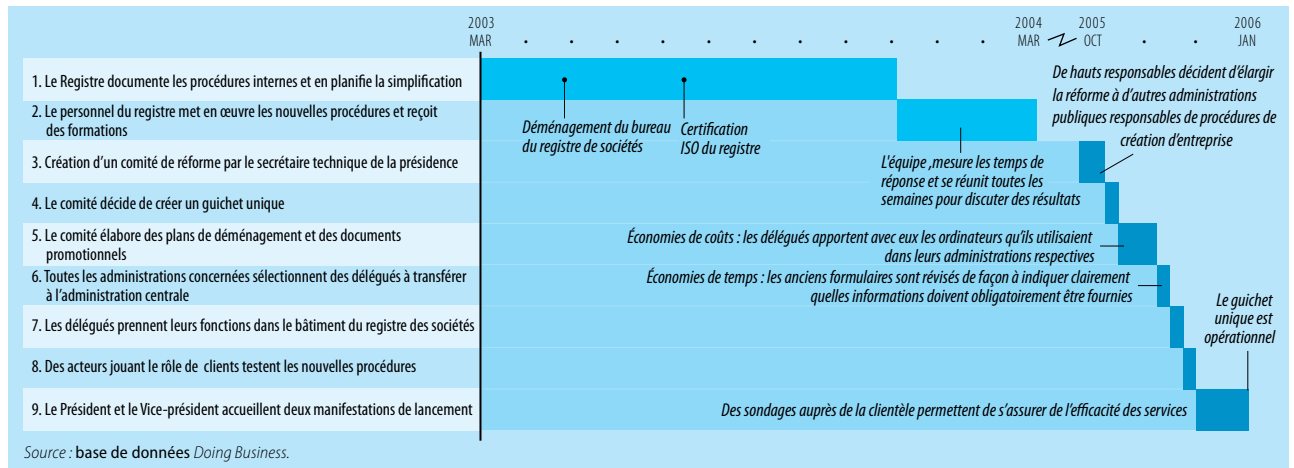 2003
MAR
2004
MAR
2005
OCT
2006
JAN
1. Le Registre documente les procédures internes et en planifie la simplification
2. Le personnel du registre met en œuvre les nouvelles procédures et reçoit
des formations
3. Création d'un comité de réforme par le secrétaire technique de la présidence
4. Le comité décide de créer un guichet unique
5. Le comité élabore des plans de déménagement et des documents
promotionnels
6. Toutes les administrations concernées sélectionnent des délégués à transférer
à l'administration centrale
7. Les délégués prennent leurs fonctions dans le bâtiment du registre des sociétés
8. Des acteurs jouant le rôle de clients testent les nouvelles procédures
9. Le Président et le Vice-président accueillent deux manifestations de lancement
Déménagement du bureau
du registre de sociétés
Certification
ISO du registre
L'équipe ,mesure les temps de
réponse et se réunit toutes les
semaines pour discuter des résultats
De hauts responsables décident d'élargir
la réforme à d'autres administrations
publiques responsables de procédures de
création d'entreprise
Économies de coûts : les délégués apportent avec eux les ordinateurs qu'ils utilisaient
dans leurs administrations respectives
Économies de temps : les anciens formulaires sont révisés de façon à indiquer clairement
quelles informations doivent obligatoirement être fournies
Le guichet
unique est
opérationnel
Des sondages auprès de la clientèle permettent de s'assurer de l'efficacité des services
Source : base de données Doing Business.